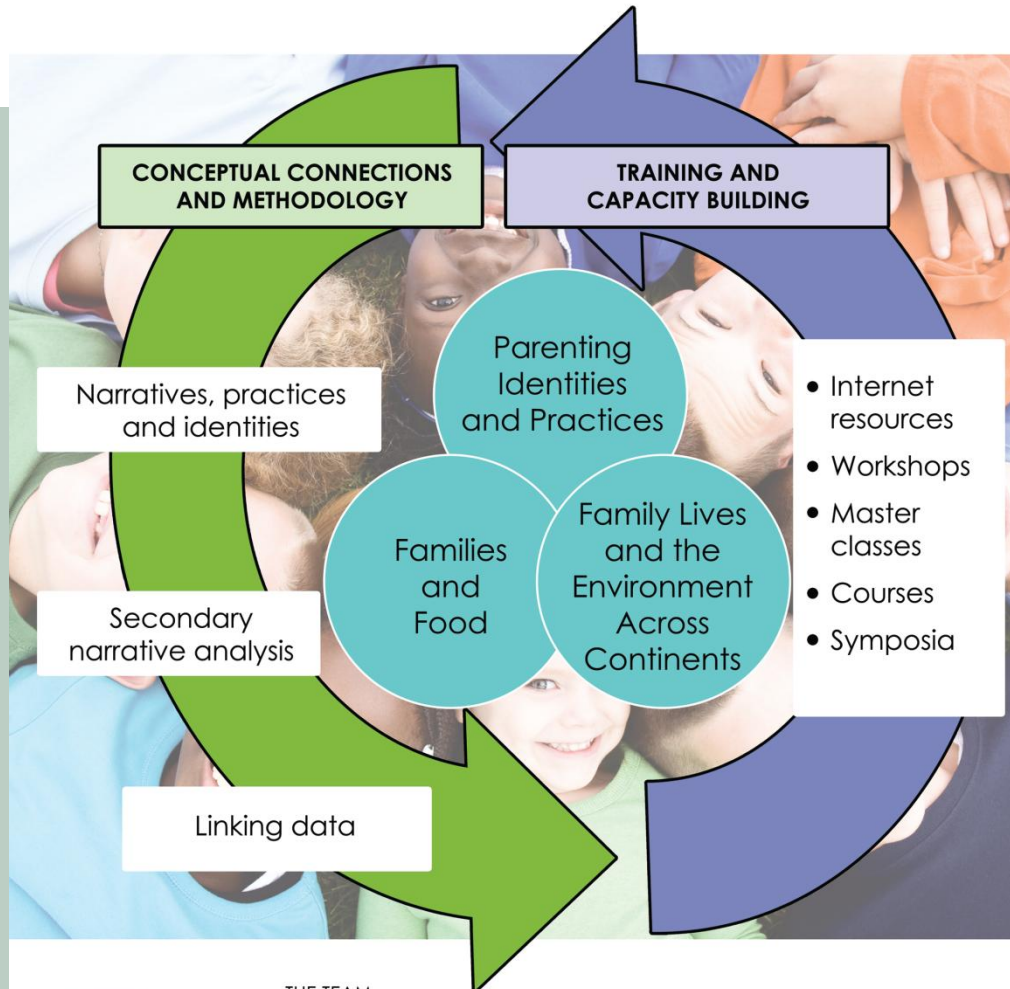 CONCEPTUAL CONNECTIONS
AND METHODOLOGY
TRAINING AND
CAPACITY BUILDING
Narratives, practices
and identities
Secondary
narrative analysis
Linking data
Parenting
Identities
and Practices
Families
and
Food
Family Lives
and the
Environment
Across
Continents
• Internet
resources
• Workshops
• Master
classes
• Courses
• Symposia
THE TEAM